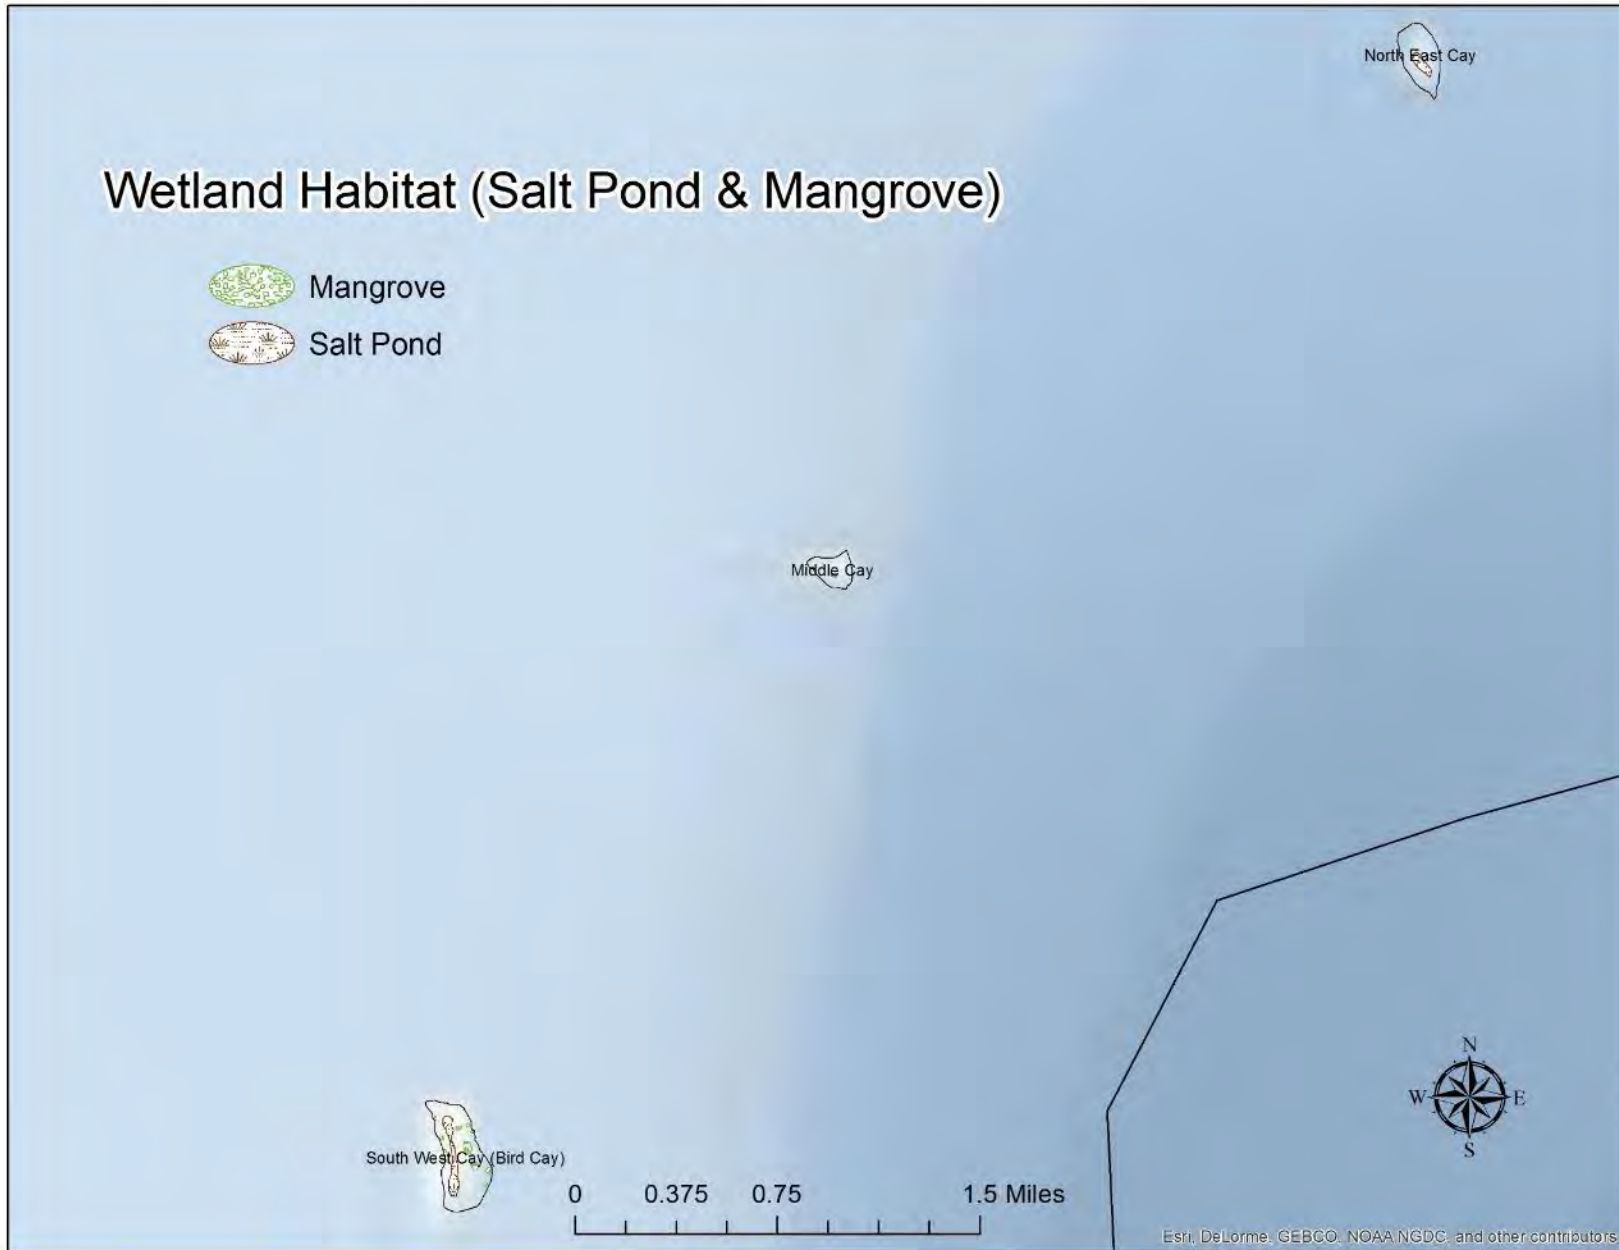 North East Cay
Wetland Habitat (Salt Pond & Mangrove)
Mangrove
Salt Pond
Middle Cay
N
W E
S
South West Cay (Bird Cay)
0 0.375 0.75 1.5 Miles
Esri, DeLorme, GEBCO, NOAA NGDC, and other contributors